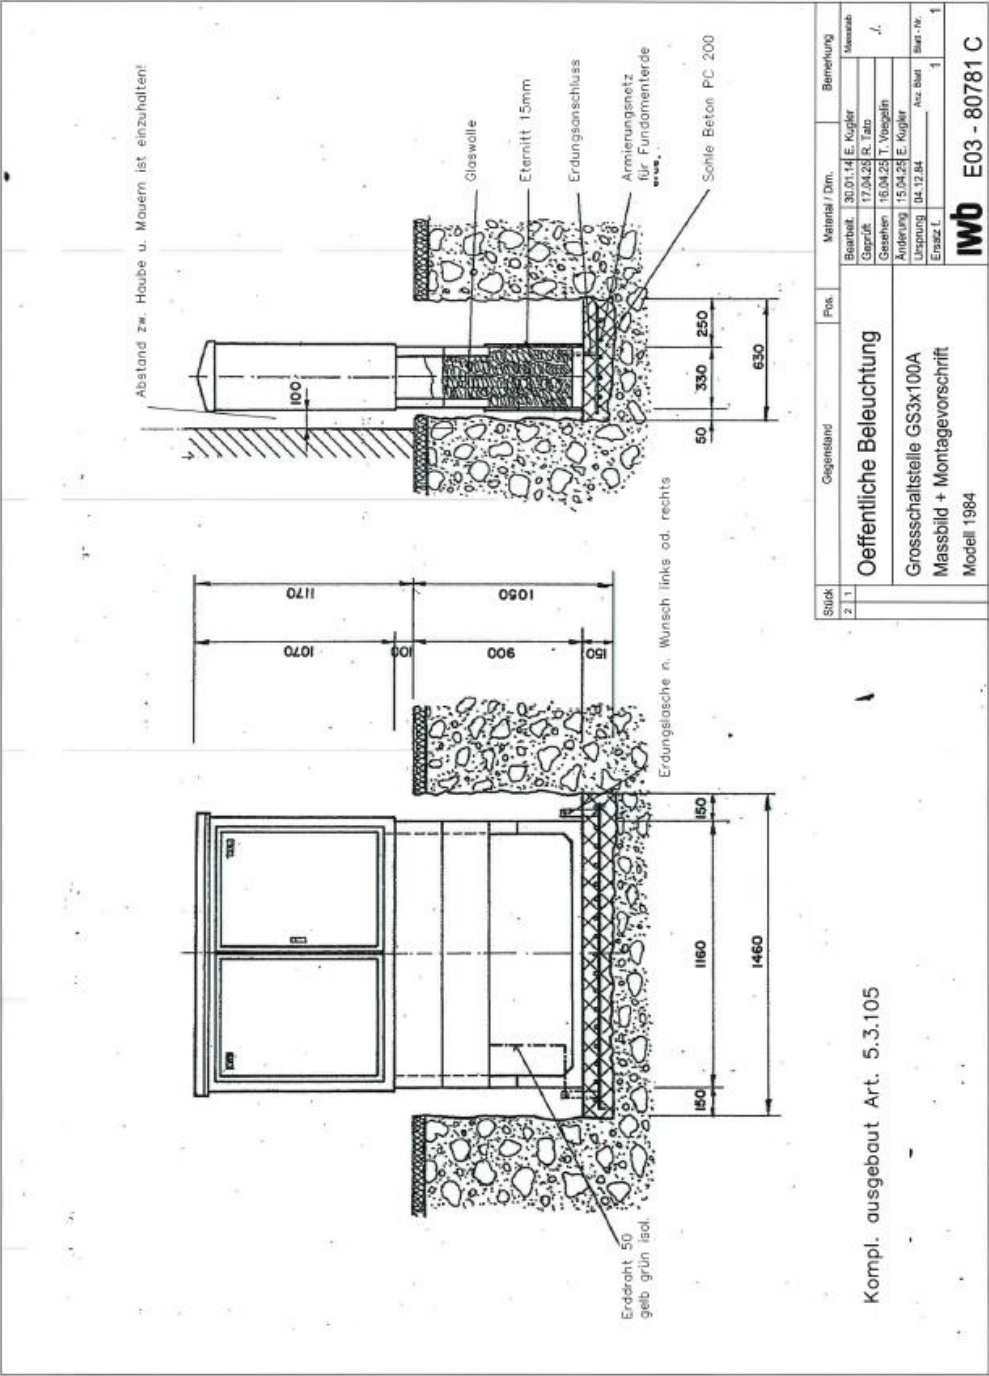 Abstand zw. Haube u. Mauern ist einzuhalten!
100
Glaswolle
Eternitt 15mm
Erdungsanschluss
Armierungsnetz
für Fundamenterde
Sohle Beton PC 200
50
330
250
630
1170
1070
100
1050
900
150
Erdungslasche n. Wunsch links od. rechts
150
1160
150
1460
Erddraht 50
gelb grün isol.
Kompl. ausgebaut Art. 5.3.105
Stück
Gegenstand
Pos.
Material / Dim.
Bemerkung
2 1
Oeffentliche Beleuchtung
Grossschaltstelle GS3x100A
Massbild + Montagevorschrift
Modell 1984
Bearbeit. 30.01.14 E. Kugler
Geprüft 17.04.25 R. Tato
Gesehen 16.04.25 T. Voegelin
Änderung 15.04.25 E. Kugler
Ursprung 04.12.84
Ersatz f.
Massstab
./.
Anz. Blatt
1
Blatt - Nr.
1
IWB E03 - 80781 C